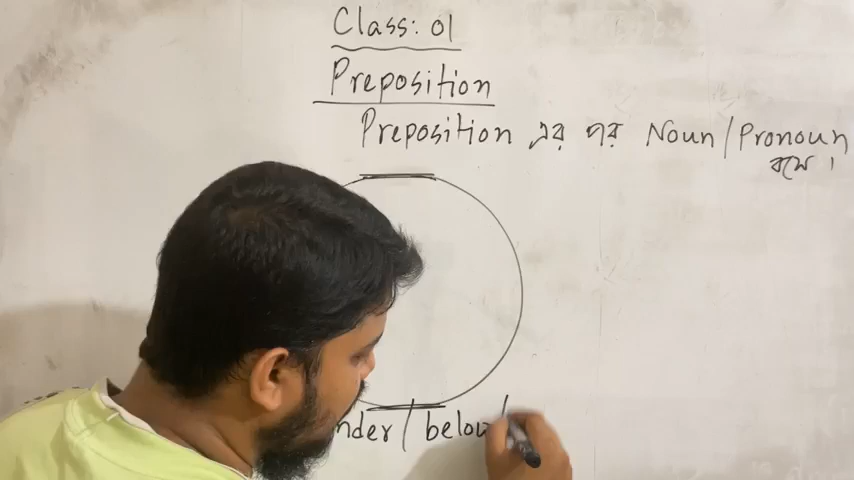 Class: 01
Preposition
Preposition এর পর Noun/Pronoun
বসে।
nder/below/